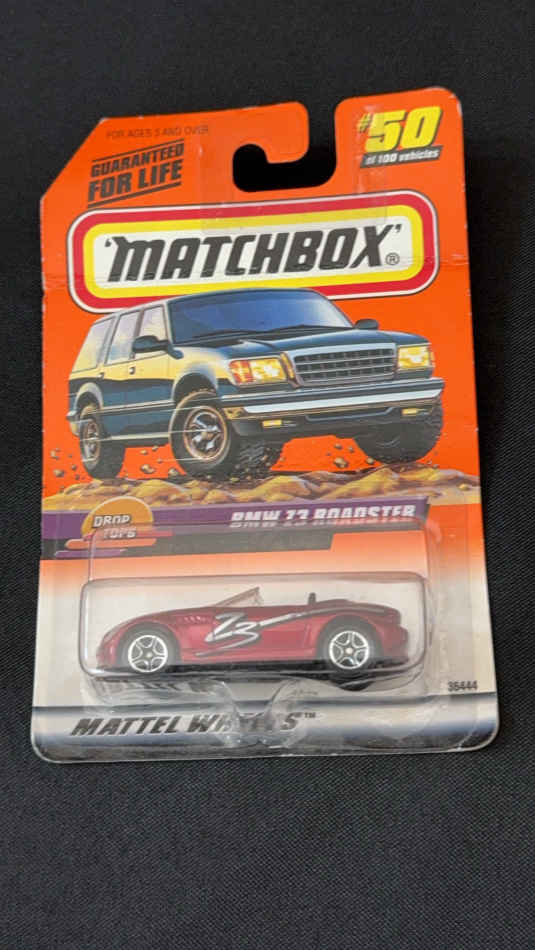 FOR AGES 3 AND OVER
GUARANTEED
FOR LIFE
#50
of 100 vehicles
'MATCHBOX'®
DROP
TOPS
BMW Z3 ROADSTER
Z3
35444
MATTEL WHEELS™